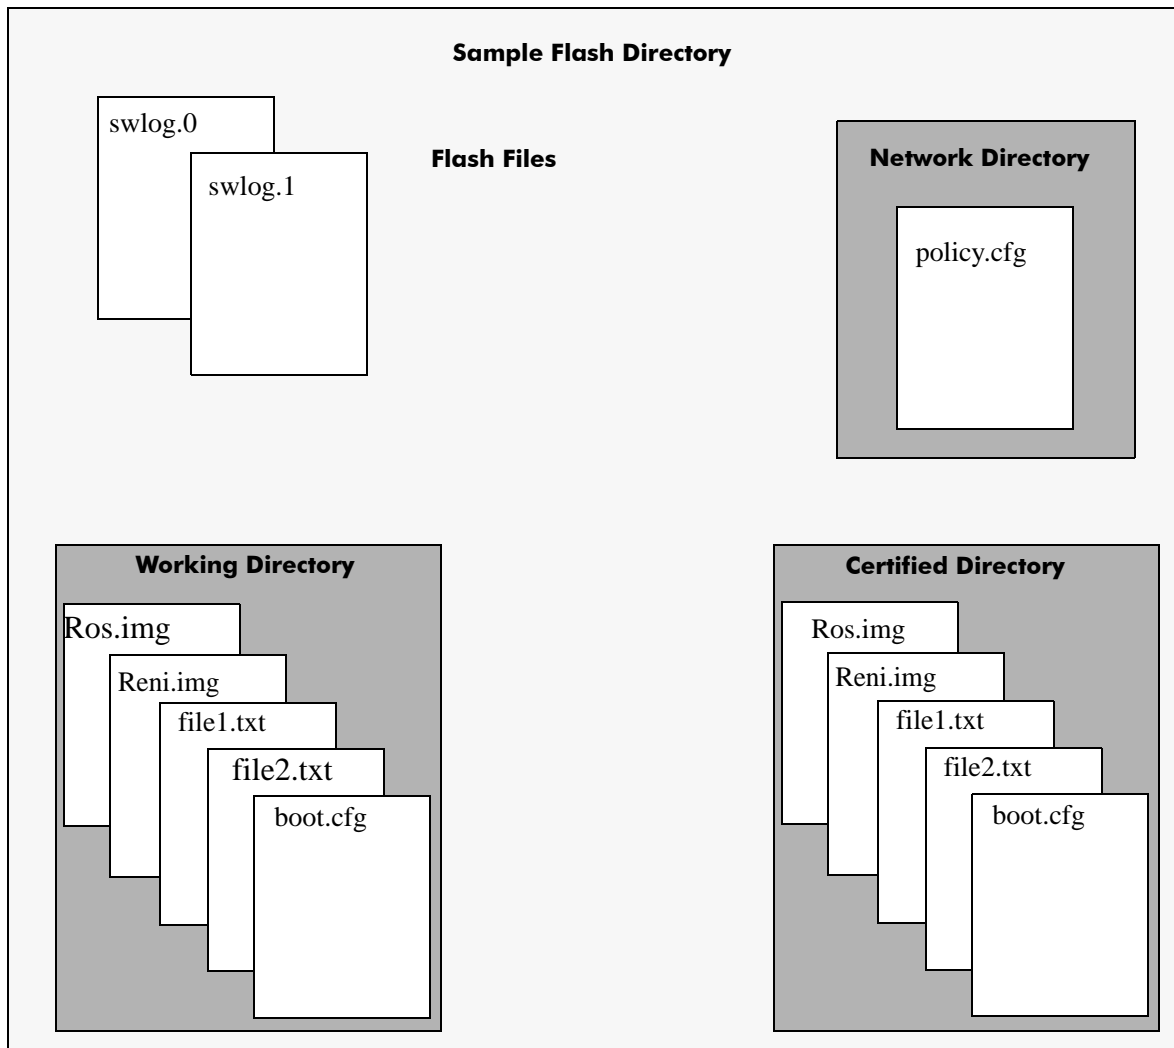 Sample Flash Directory
swlog.0
swlog.1
Flash Files
Network Directory
policy.cfg
Working Directory
Ros.img
Reni.img
file1.txt
file2.txt
boot.cfg
Certified Directory
Ros.img
Reni.img
file1.txt
file2.txt
boot.cfg